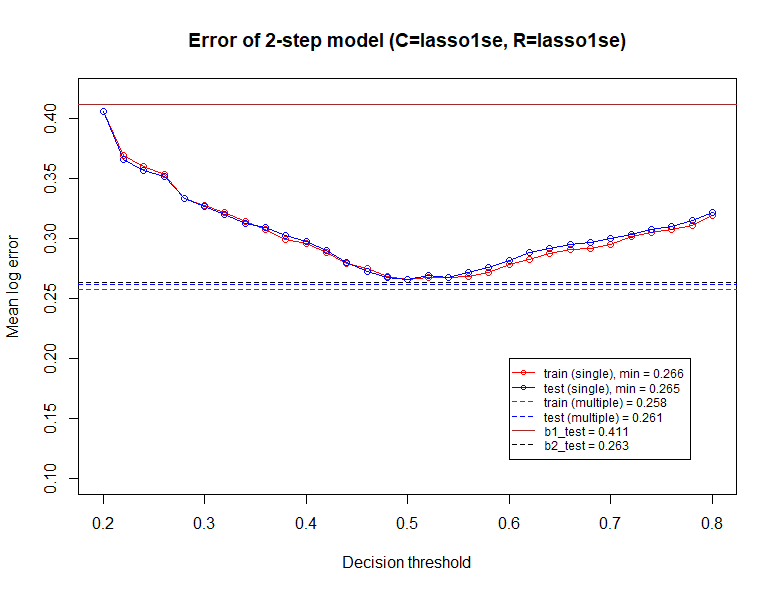 Error of 2-step model (C=lasso1se, R=lasso1se)
Mean log error
0.40
0.35
0.30
0.25
0.20
0.15
0.10
train (single), min = 0.266
test (single), min = 0.265
train (multiple) = 0.258
test (multiple) = 0.261
b1_test = 0.411
b2_test = 0.263
0.2 0.3 0.4 0.5 0.6 0.7 0.8
Decision threshold